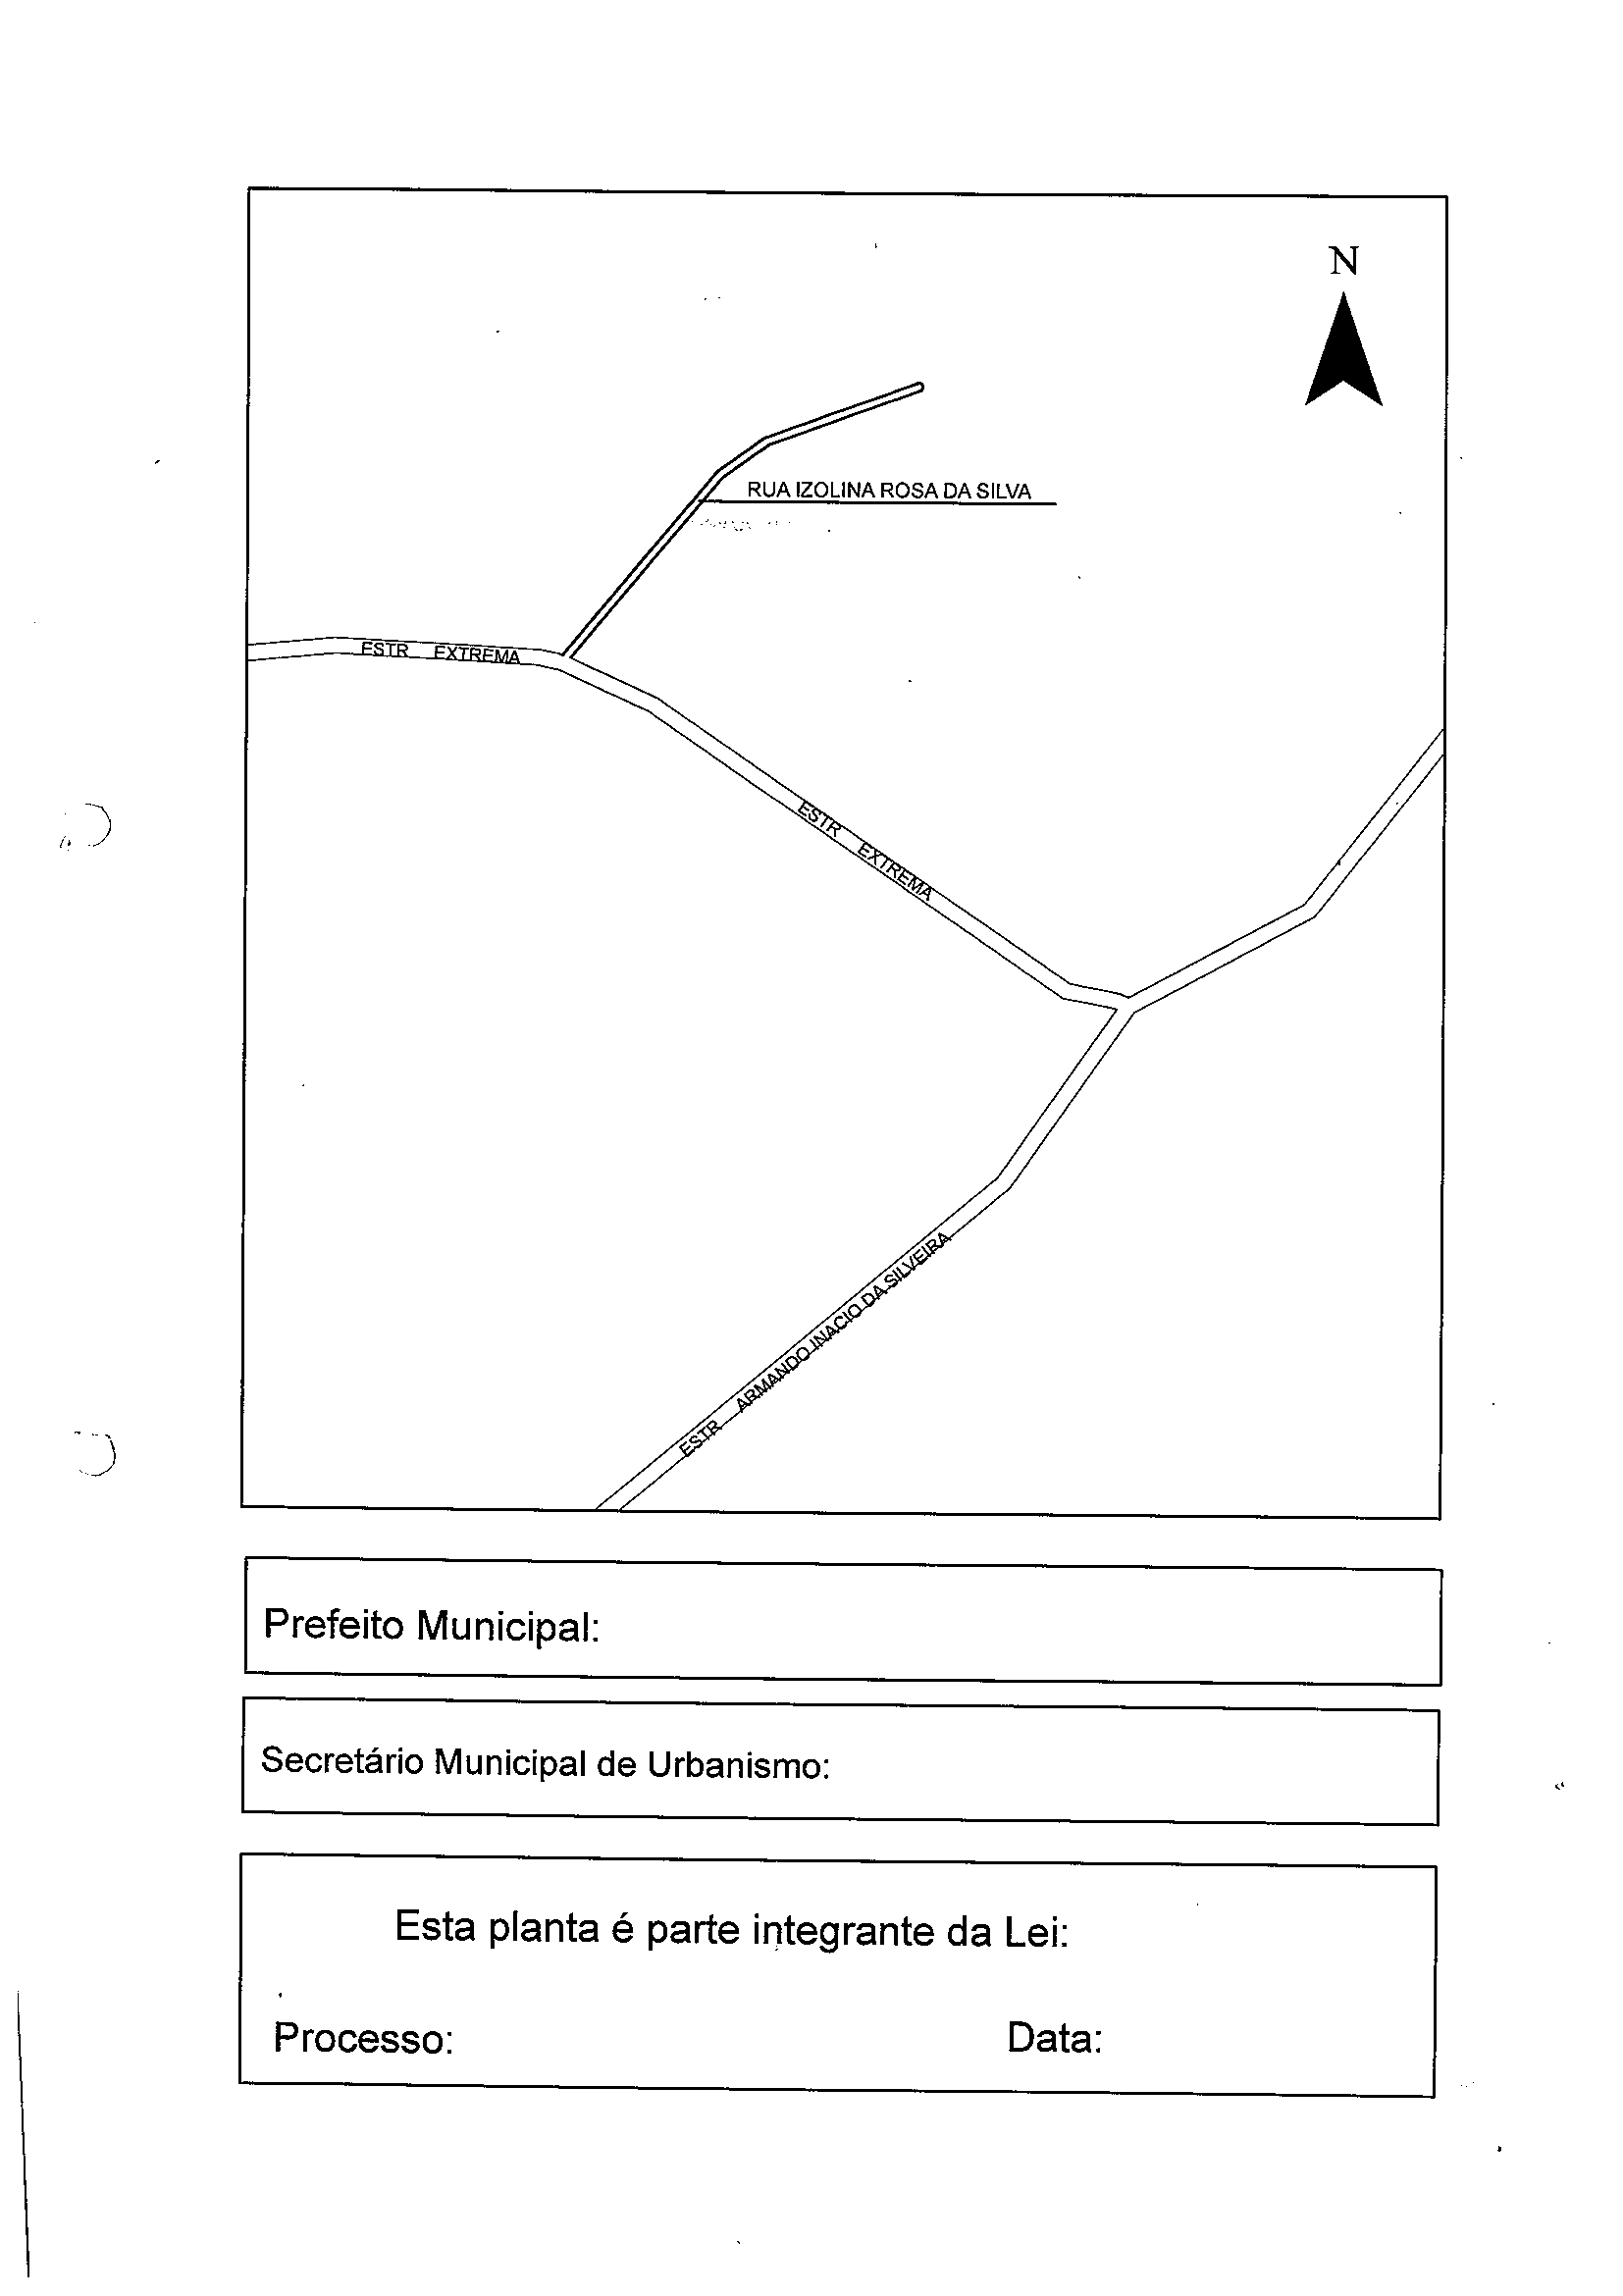 N
RUA IZOLINA ROSA DA SILVA
ESTR EXTREMA
ESTR EXTREMA
ESTR ARMANDO INACIO DA SILVEIRA
Prefeito Municipal:
Secretário Municipal de Urbanismo:
Esta planta é parte integrante da Lei:
Processo: Data: